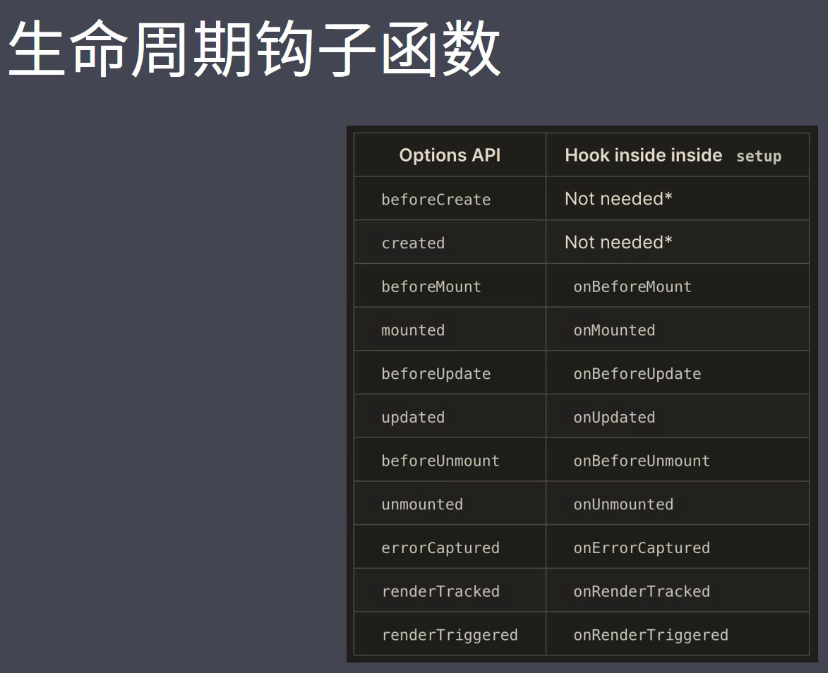 生命周期钩子函数
Options API Hook inside inside setup
beforeCreate Not needed*
created Not needed*
beforeMount onBeforeMount
mounted onMounted
beforeUpdate onBeforeUpdate
updated onUpdated
beforeUnmount onBeforeUnmount
unmounted onUnmounted
errorCaptured onErrorCaptured
renderTracked onRenderTracked
renderTriggered onRenderTriggered